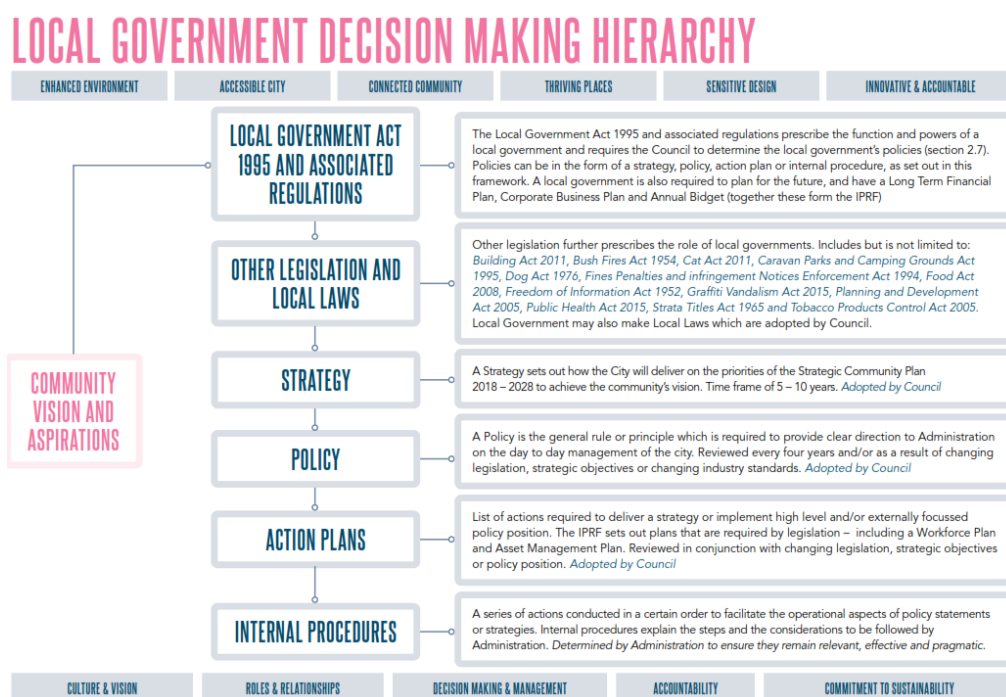 LOCAL GOVERNMENT DECISION MAKING HIERARCHY
ENHANCED ENVIRONMENT
ACCESSIBLE CITY
CONNECTED COMMUNITY
THRIVING PLACES
SENSITIVE DESIGN
INNOVATIVE & ACCOUNTABLE
LOCAL GOVERNMENT ACT
1995 AND ASSOCIATED
REGULATIONS
The Local Government Act 1995 and associated regulations prescribe the function and powers of a
local government and requires the Council to determine the local government's policies (section 2.7).
Policies can be in the form of a strategy, policy, action plan or internal procedure, as set out in this
framework. A local government is also required to plan for the future, and have a Long Term Financial
Plan, Corporate Business Plan and Annual Budget (together these form the IPRF)
OTHER LEGISLATION AND
LOCAL LAWS
Other legislation further prescribes the role of local governments. Includes but is not limited to:
Building Act 2011, Bush Fires Act 1954, Cat Act 2011, Caravan Parks and Camping Grounds Act
1995, Dog Act 1976, Fines Penalties and infringement Notices Enforcement Act 1994, Food Act
2008, Freedom of Information Act 1952, Graffiti Vandalism Act 2015, Planning and Development
Act 2005, Public Health Act 2015, Strata Titles Act 1965 and Tobacco Products Control Act 2005.
Local Government may also make Local Laws which are adopted by Council.
COMMUNITY
VISION AND
ASPIRATIONS
STRATEGY
A Strategy sets out how the City will deliver on the priorities of the Strategic Community Plan
2018 – 2028 to achieve the community's vision. Time frame of 5 – 10 years. Adopted by Council
POLICY
A Policy is the general rule or principle which is required to provide clear direction to Administration
on the day to day management of the city. Reviewed every four years and/or as a result of changing
legislation, strategic objectives or changing industry standards. Adopted by Council
ACTION PLANS
List of actions required to deliver a strategy or implement high level and/or externally focussed
policy position. The IPRF sets out plans that are required by legislation – including a Workforce Plan
and Asset Management Plan. Reviewed in conjunction with changing legislation, strategic objectives
or policy position. Adopted by Council
INTERNAL PROCEDURES
A series of actions conducted in a certain order to facilitate the operational aspects of policy statements
or strategies. Internal procedures explain the steps and the considerations to be followed by
Administration. Determined by Administration to ensure they remain relevant, effective and pragmatic.
CULTURE & VISION
ROLES & RELATIONSHIPS
DECISION MAKING & MANAGEMENT
ACCOUNTABILITY
COMMITMENT TO SUSTAINABILITY